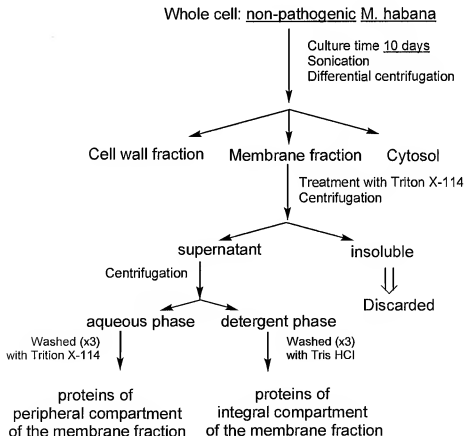 Whole cell: non-pathogenic M. habana
Culture time 10 days
Sonication
Differential centrifugation
Cell wall fraction
Membrane fraction
Cytosol
Treatment with Triton X-114
Centrifugation
supernatant
insoluble
Centrifugation
Discarded
aqueous phase
detergent phase
Washed (x3)
with Trition X-114
Washed (x3)
with Tris HCl
proteins of
peripheral compartment
of the membrane fraction
proteins of
integral compartment
of the membrane fraction